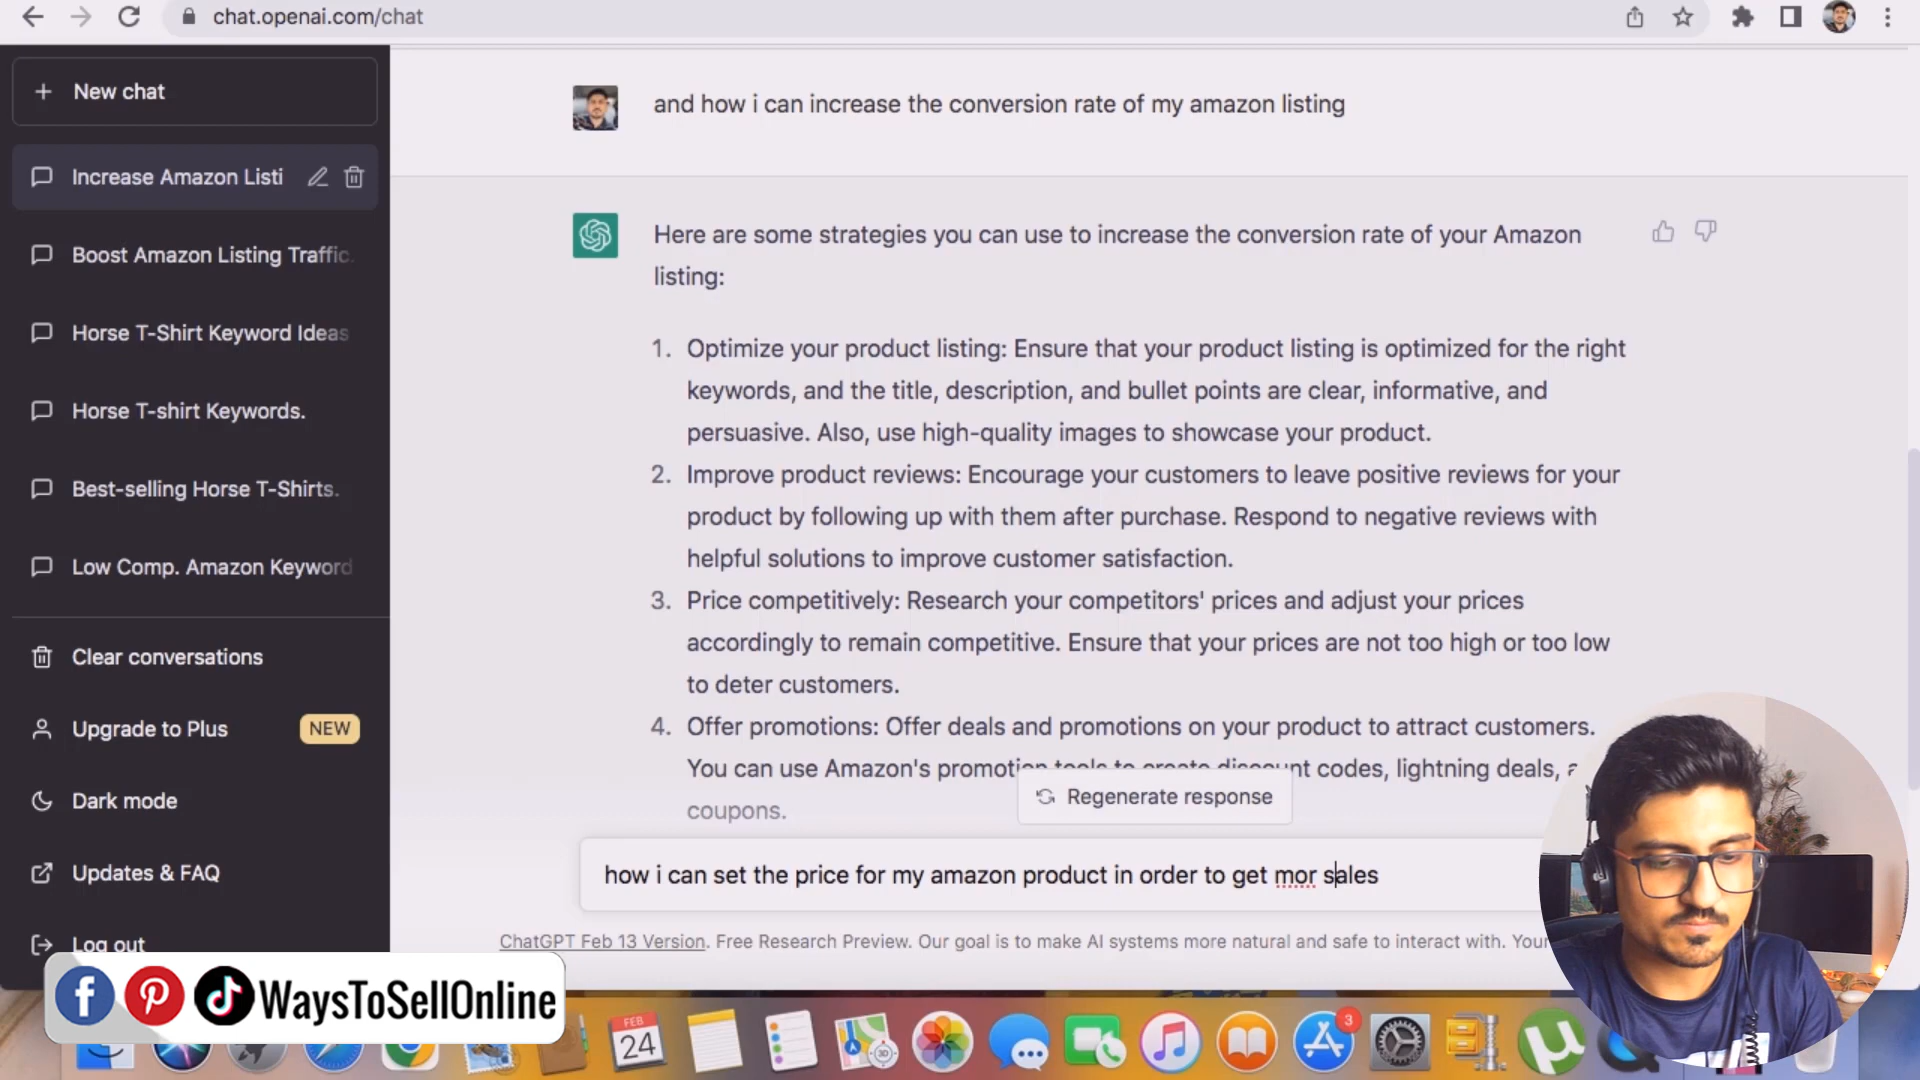 chat.openai.com/chat
New chat
Increase Amazon Listi
Boost Amazon Listing Traffic.
Horse T-Shirt Keyword Ideas
Horse T-shirt Keywords.
Best-selling Horse T-Shirts.
Low Comp. Amazon Keyword
Clear conversations
Upgrade to Plus
NEW
Dark mode
Updates & FAQ
Log out
and how i can increase the conversion rate of my amazon listing
Here are some strategies you can use to increase the conversion rate of your Amazon
listing:
1. Optimize your product listing: Ensure that your product listing is optimized for the right
keywords, and the title, description, and bullet points are clear, informative, and
persuasive. Also, use high-quality images to showcase your product.
2. Improve product reviews: Encourage your customers to leave positive reviews for your
product by following up with them after purchase. Respond to negative reviews with
helpful solutions to improve customer satisfaction.
3. Price competitively: Research your competitors' prices and adjust your prices
accordingly to remain competitive. Ensure that your prices are not too high or too low
to deter customers.
4. Offer promotions: Offer deals and promotions on your product to attract customers.
You can use Amazon's promotion tools to create discount codes, lightning deals, a
coupons.
Regenerate response
how i can set the price for my amazon product in order to get mor sales
ChatGPT Feb 13 Version. Free Research Preview. Our goal is to make AI systems more natural and safe to interact with. Your
WaysToSellOnline
FEB
24
3D
3